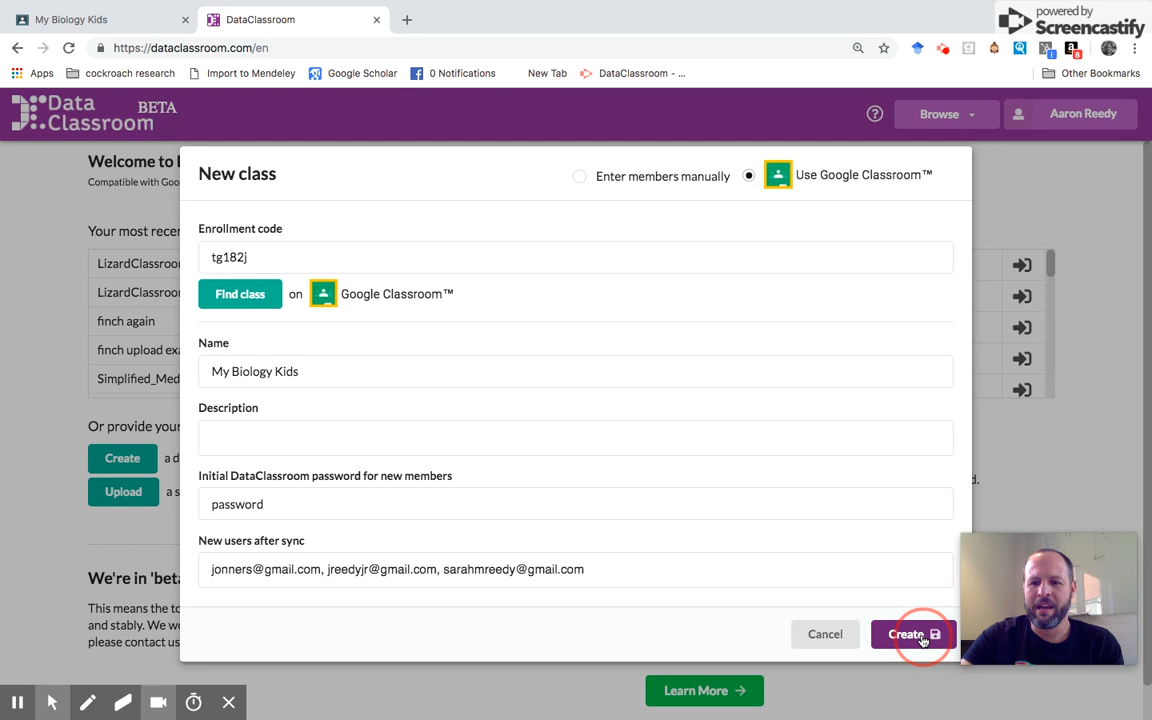 My Biology Kids
DataClassroom
powered by
Screencastify
https://dataclassroom.com/en
Apps
cockroach research
Import to Mendeley
Google Scholar
0 Notifications
New Tab
DataClassroom - ...
Other Bookmarks
Data
Classroom
BETA
Browse
Aaron Reedy
Welcome to
Compatible with Goo
Your most recen
LizardClassroo
LizardClassroo
finch again
finch upload exa
Simplified_Med
Or provide your
Create a d
Upload a s
d.
We're in 'beta
This means the to
and stably. We wo
please contact us
Learn More
New class
Enter members manually
Use Google Classroom™
Enrollment code
tg182j
Find class on Google Classroom™
Name
My Biology Kids
Description
Initial DataClassroom password for new members
password
New users after sync
jonners@gmail.com, jreedyjr@gmail.com, sarahmreedy@gmail.com
Cancel
Create